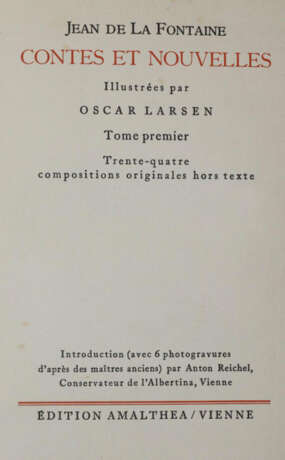 JEAN DE LA FONTAINE
CONTES ET NOUVELLES
Illustrées par
OSCAR LARSEN
Tome premier
Trente-quatre
compositions originales hors texte
Introduction (avec 6 photogravures
d'après des maîtres anciens) par Anton Reichel,
Conservateur de l'Albertina, Vienne
ÉDITION AMALTHEA/VIENNE